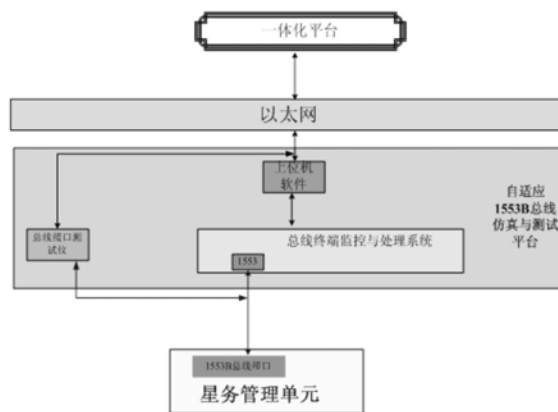 一体化平台
以太网
上位机
软件
自适应
1553B总线
仿真与测试
平台
总线接口测
试仪
总线终端监控与处理系统
1553
1553B总线接口
星务管理单元